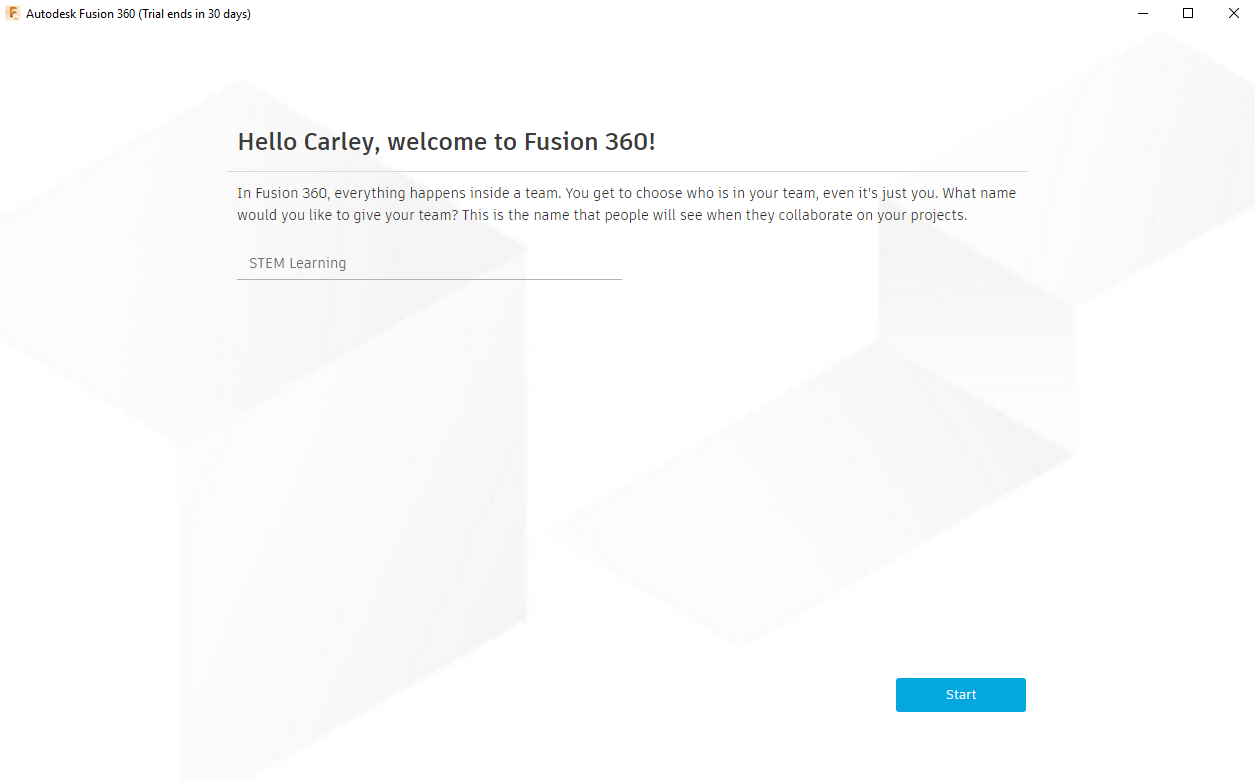 Autodesk Fusion 360 (Trial ends in 30 days)
Hello Carley, welcome to Fusion 360!
In Fusion 360, everything happens inside a team. You get to choose who is in your team, even it's just you. What name
would you like to give your team? This is the name that people will see when they collaborate on your projects.
STEM Learning
Start